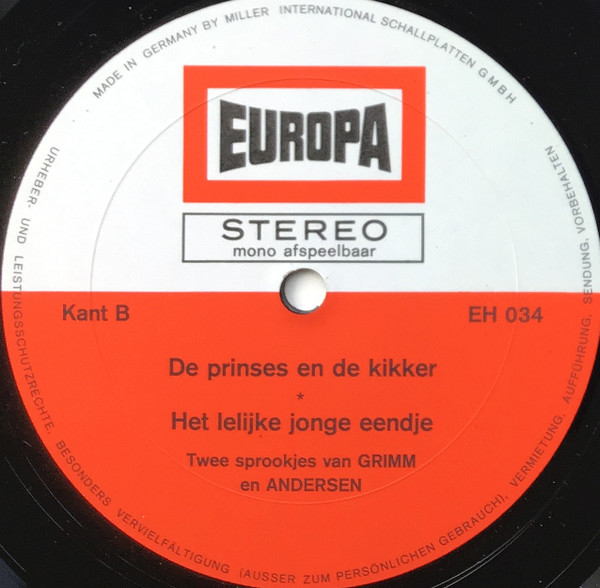 MADE IN GERMANY BY MILLER INTERNATIONAL SCHALLPLATTEN GMBH
EUROPA
STEREO
mono afspeelbaar
Kant B
EH 034
De prinses en de kikker
*
Het lelijke jonge eendje
Twee sprookjes van GRIMM
en ANDERSEN
URHEBER- UND LEISTUNGSSCHUTZRECHTE, BESONDERS VERVIELFÄLTIGUNG (AUSSER ZUM PERSÖNLICHEN GEBRAUCH), VERMIETUNG, AUFFÜHRUNG, SENDUNG, VORBEHALTEN